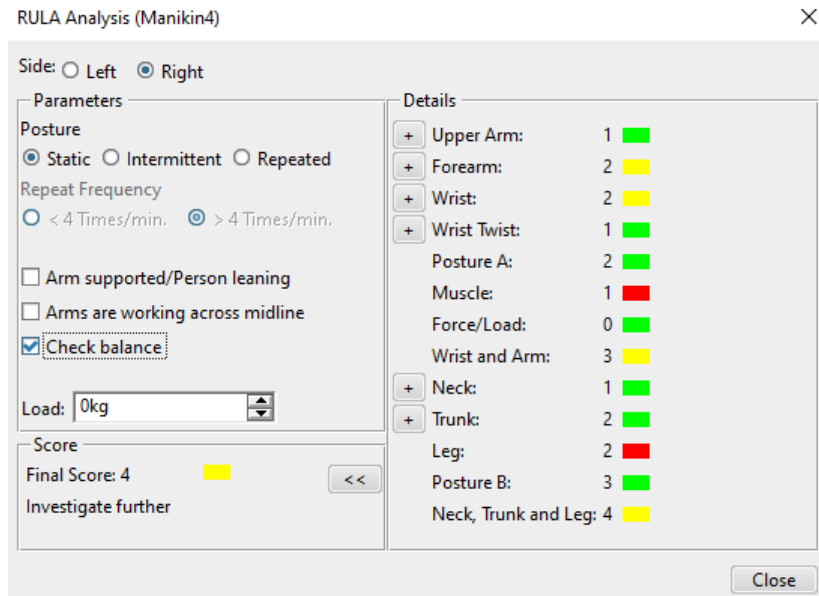 RULA Analysis (Manikin4)
Side: Left Right
Parameters
Posture
Static Intermittent Repeated
Repeat Frequency
< 4 Times/min. > 4 Times/min.
Arm supported/Person leaning
Arms are working across midline
Check balance
Load: 0kg
Score
Final Score: 4
<<
Investigate further
Details
+ Upper Arm: 1
+ Forearm: 2
+ Wrist: 2
+ Wrist Twist: 1
Posture A: 2
Muscle: 1
Force/Load: 0
Wrist and Arm: 3
+ Neck: 1
+ Trunk: 2
Leg: 2
Posture B: 3
Neck, Trunk and Leg: 4
Close